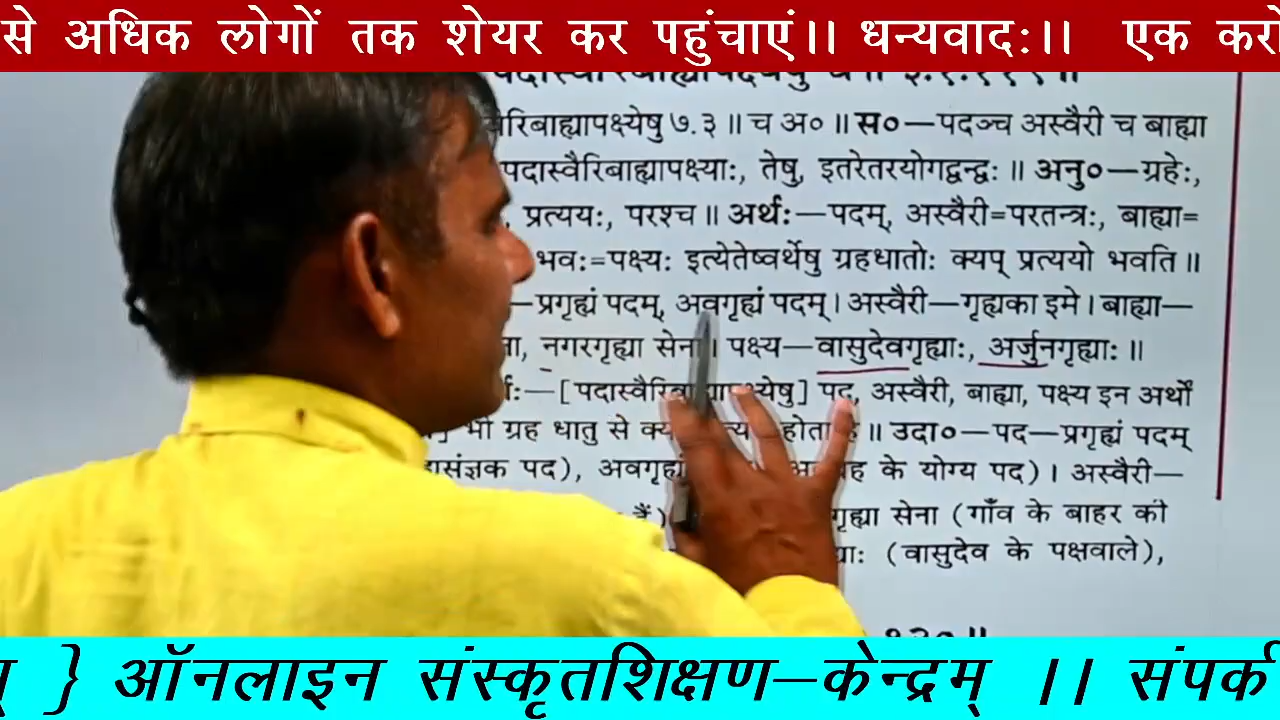 से अधिक लोगों तक शेयर कर पहुंचाएं।। धन्यवादः।। एक करो
रिबाह्यापक्ष्येषु ७.३ ॥ च अ० ॥ स०—पदञ्च अस्वैरी च बाह्या
पदास्वैरिबाह्यापक्ष्याः, तेषु, इतरेतरयोगद्वन्द्वः ॥ अनु०—ग्रहेः,
प्रत्ययः, परश्च ॥ अर्थः—पदम्, अस्वैरी=परतन्त्रः, बाह्या=
भवः=पक्ष्यः इत्येतेष्वर्थेषु ग्रहधातोः क्यप् प्रत्ययो भवति ॥
—प्रगृह्यं पदम्, अवगृह्यं पदम् । अस्वैरी—गृह्यका इमे । बाह्या—
नगरगृह्या सेना । पक्ष्य—वासुदेवगृह्याः, अर्जुनगृह्याः ॥
—[पदास्वैरिबाह्यापक्ष्येषु] पद, अस्वैरी, बाह्या, पक्ष्य इन अर्थों
भी ग्रह धातु से होता है ॥ उदा०—पद—प्रगृह्यं पदम्
संज्ञक पद), अवगृह्यं के योग्य पद) । अस्वैरी—
हैं) गृह्या सेना (गाँव के बाहर की
(वासुदेव के पक्षवाले),
} ऑनलाइन संस्कृतशिक्षण–केन्द्रम् ।। संपर्क